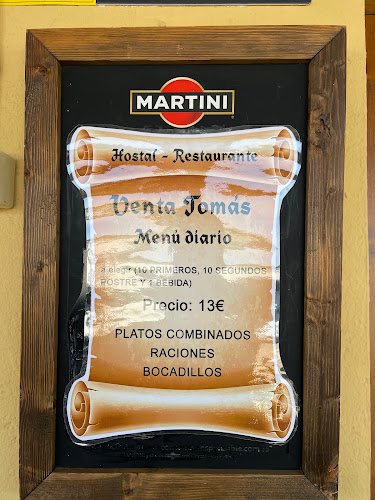 MARTINI
Hostal - Restaurante
Venta Tomás
Menú diario
a elegir (10 PRIMEROS, 10 SEGUNDOS
POSTRE Y 1 BEBIDA)
Precio: 13€
PLATOS COMBINADOS
RACIONES
BOCADILLOS